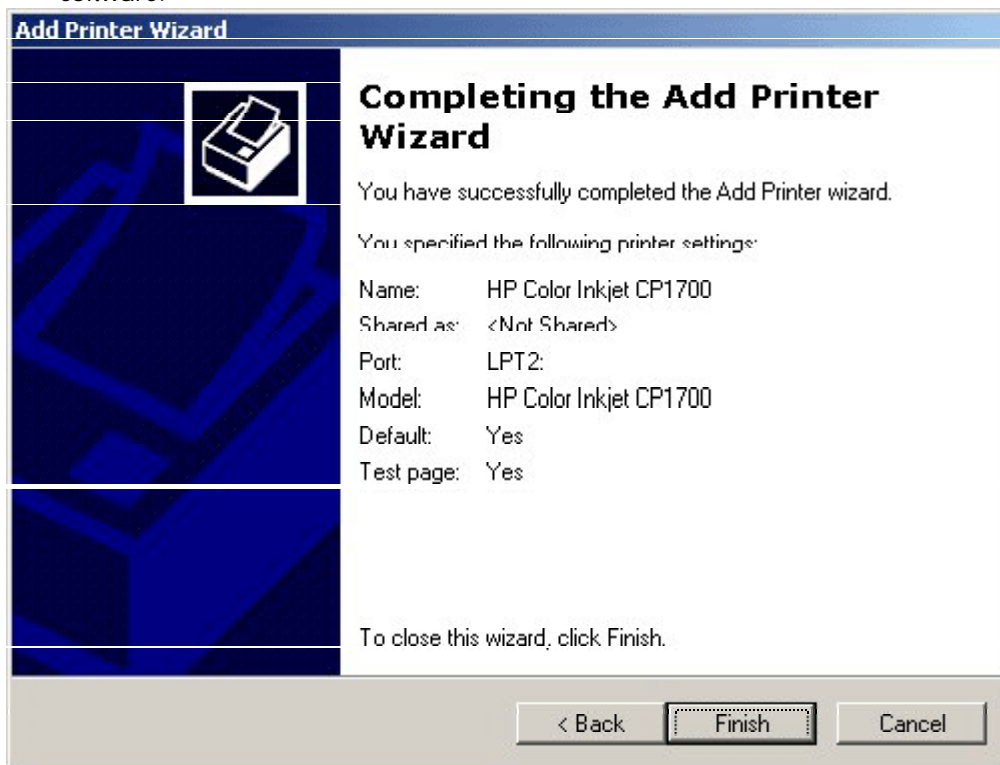 software.
Add Printer Wizard
Completing the Add Printer
Wizard
You have successfully completed the Add Printer wizard.
You specified the following printer settings:
Name: HP Color Inkjet CP1700
Shared as: <Not Shared>
Port: LPT2:
Model: HP Color Inkjet CP1700
Default: Yes
Test page: Yes
To close this wizard, click Finish.
< Back Finish Cancel